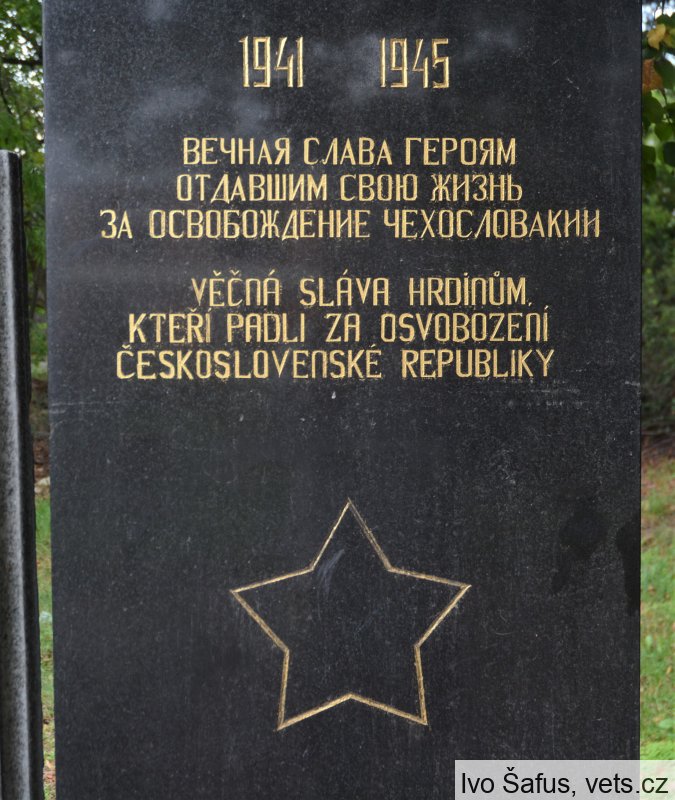 1941 1945
ВЕЧНАЯ СЛАВА ГЕРОЯМ
ОТДАВШИМ СВОЮ ЖИЗНЬ
ЗА ОСВОБОЖДЕНИЕ ЧЕХОСЛОВАКИИ
VĚČNÁ SLÁVA HRDINŮM,
KTEŘÍ PADLI ZA OSVOBOZENÍ
ČESKOSLOVENSKÉ REPUBLIKY
Ivo Šafus, vets.cz